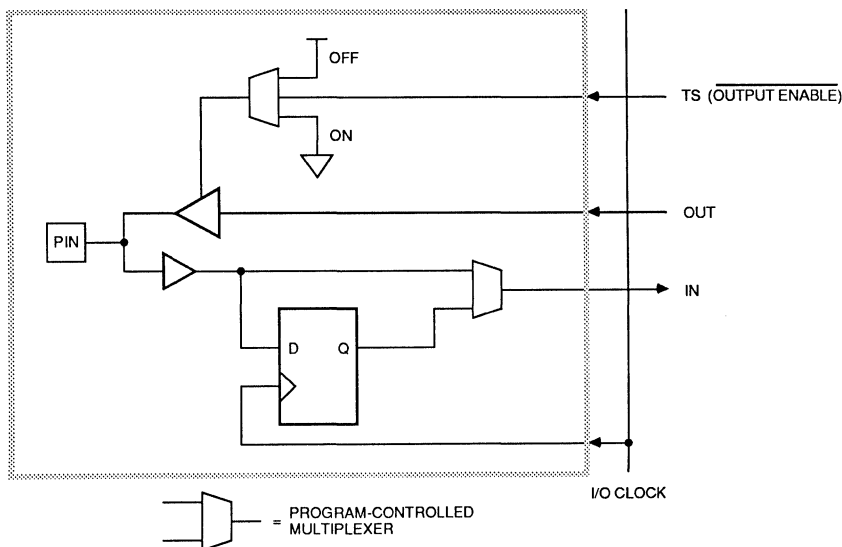 OFF
TS (OUTPUT ENABLE)
ON
OUT
PIN
IN
D Q
I/O CLOCK
= PROGRAM-CONTROLLED
MULTIPLEXER